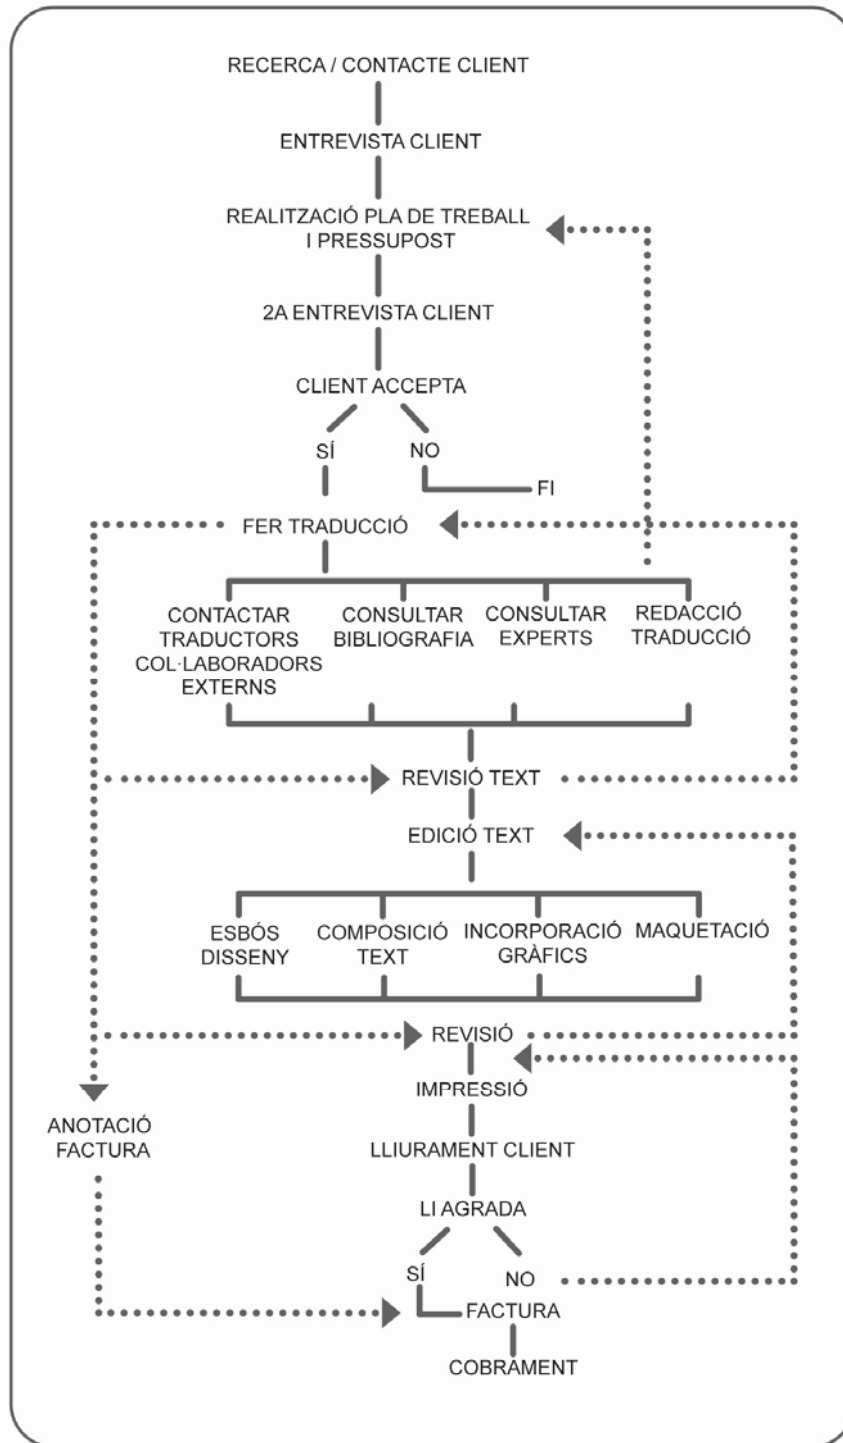 RECERCA / CONTACTE CLIENT
ENTREVISTA CLIENT
REALITZACIÓ PLA DE TREBALL
I PRESSUPOST
2A ENTREVISTA CLIENT
CLIENT ACCEPTA
SÍ
NO
FI
FER TRADUCCIÓ
CONTACTAR
TRADUCTORS
COL·LABORADORS
EXTERNS
CONSULTAR
BIBLIOGRAFIA
CONSULTAR
EXPERTS
REDACCIÓ
TRADUCCIÓ
REVISIÓ TEXT
EDICIÓ TEXT
ESBÓS
DISSENY
COMPOSICIÓ
TEXT
INCORPORACIÓ
GRÀFICS
MAQUETACIÓ
REVISIÓ
IMPRESSIÓ
ANOTACIÓ
FACTURA
LLIURAMENT CLIENT
LI AGRADA
SÍ
NO
FACTURA
COBRAMENT